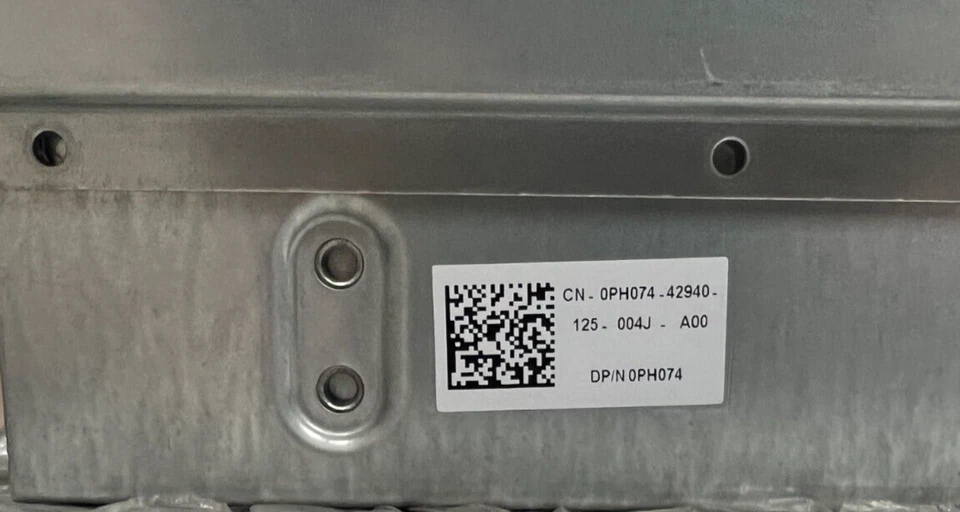 CN - 0PH074 - 42940 -
125 - 004J - A00
DP/N 0PH074